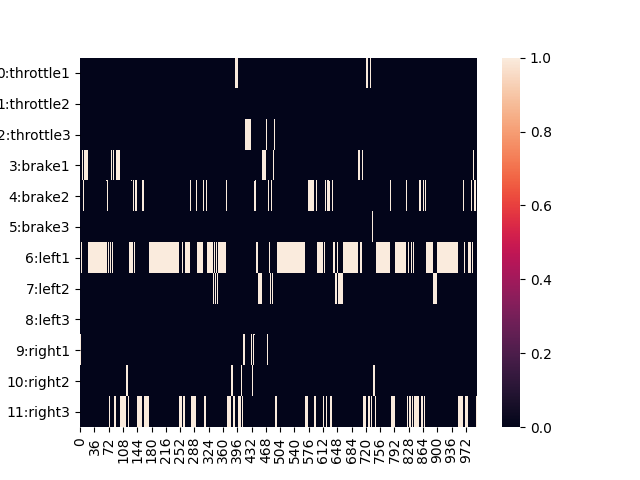 0:throttle1
1:throttle2
2:throttle3
3:brake1
4:brake2
5:brake3
6:left1
7:left2
8:left3
9:right1
10:right2
11:right3
0 36 72 108 144 180 216 252 288 324 360 396 432 468 504 540 576 612 648 684 720 756 792 828 864 900 936 972
1.0
0.8
0.6
0.4
0.2
0.0